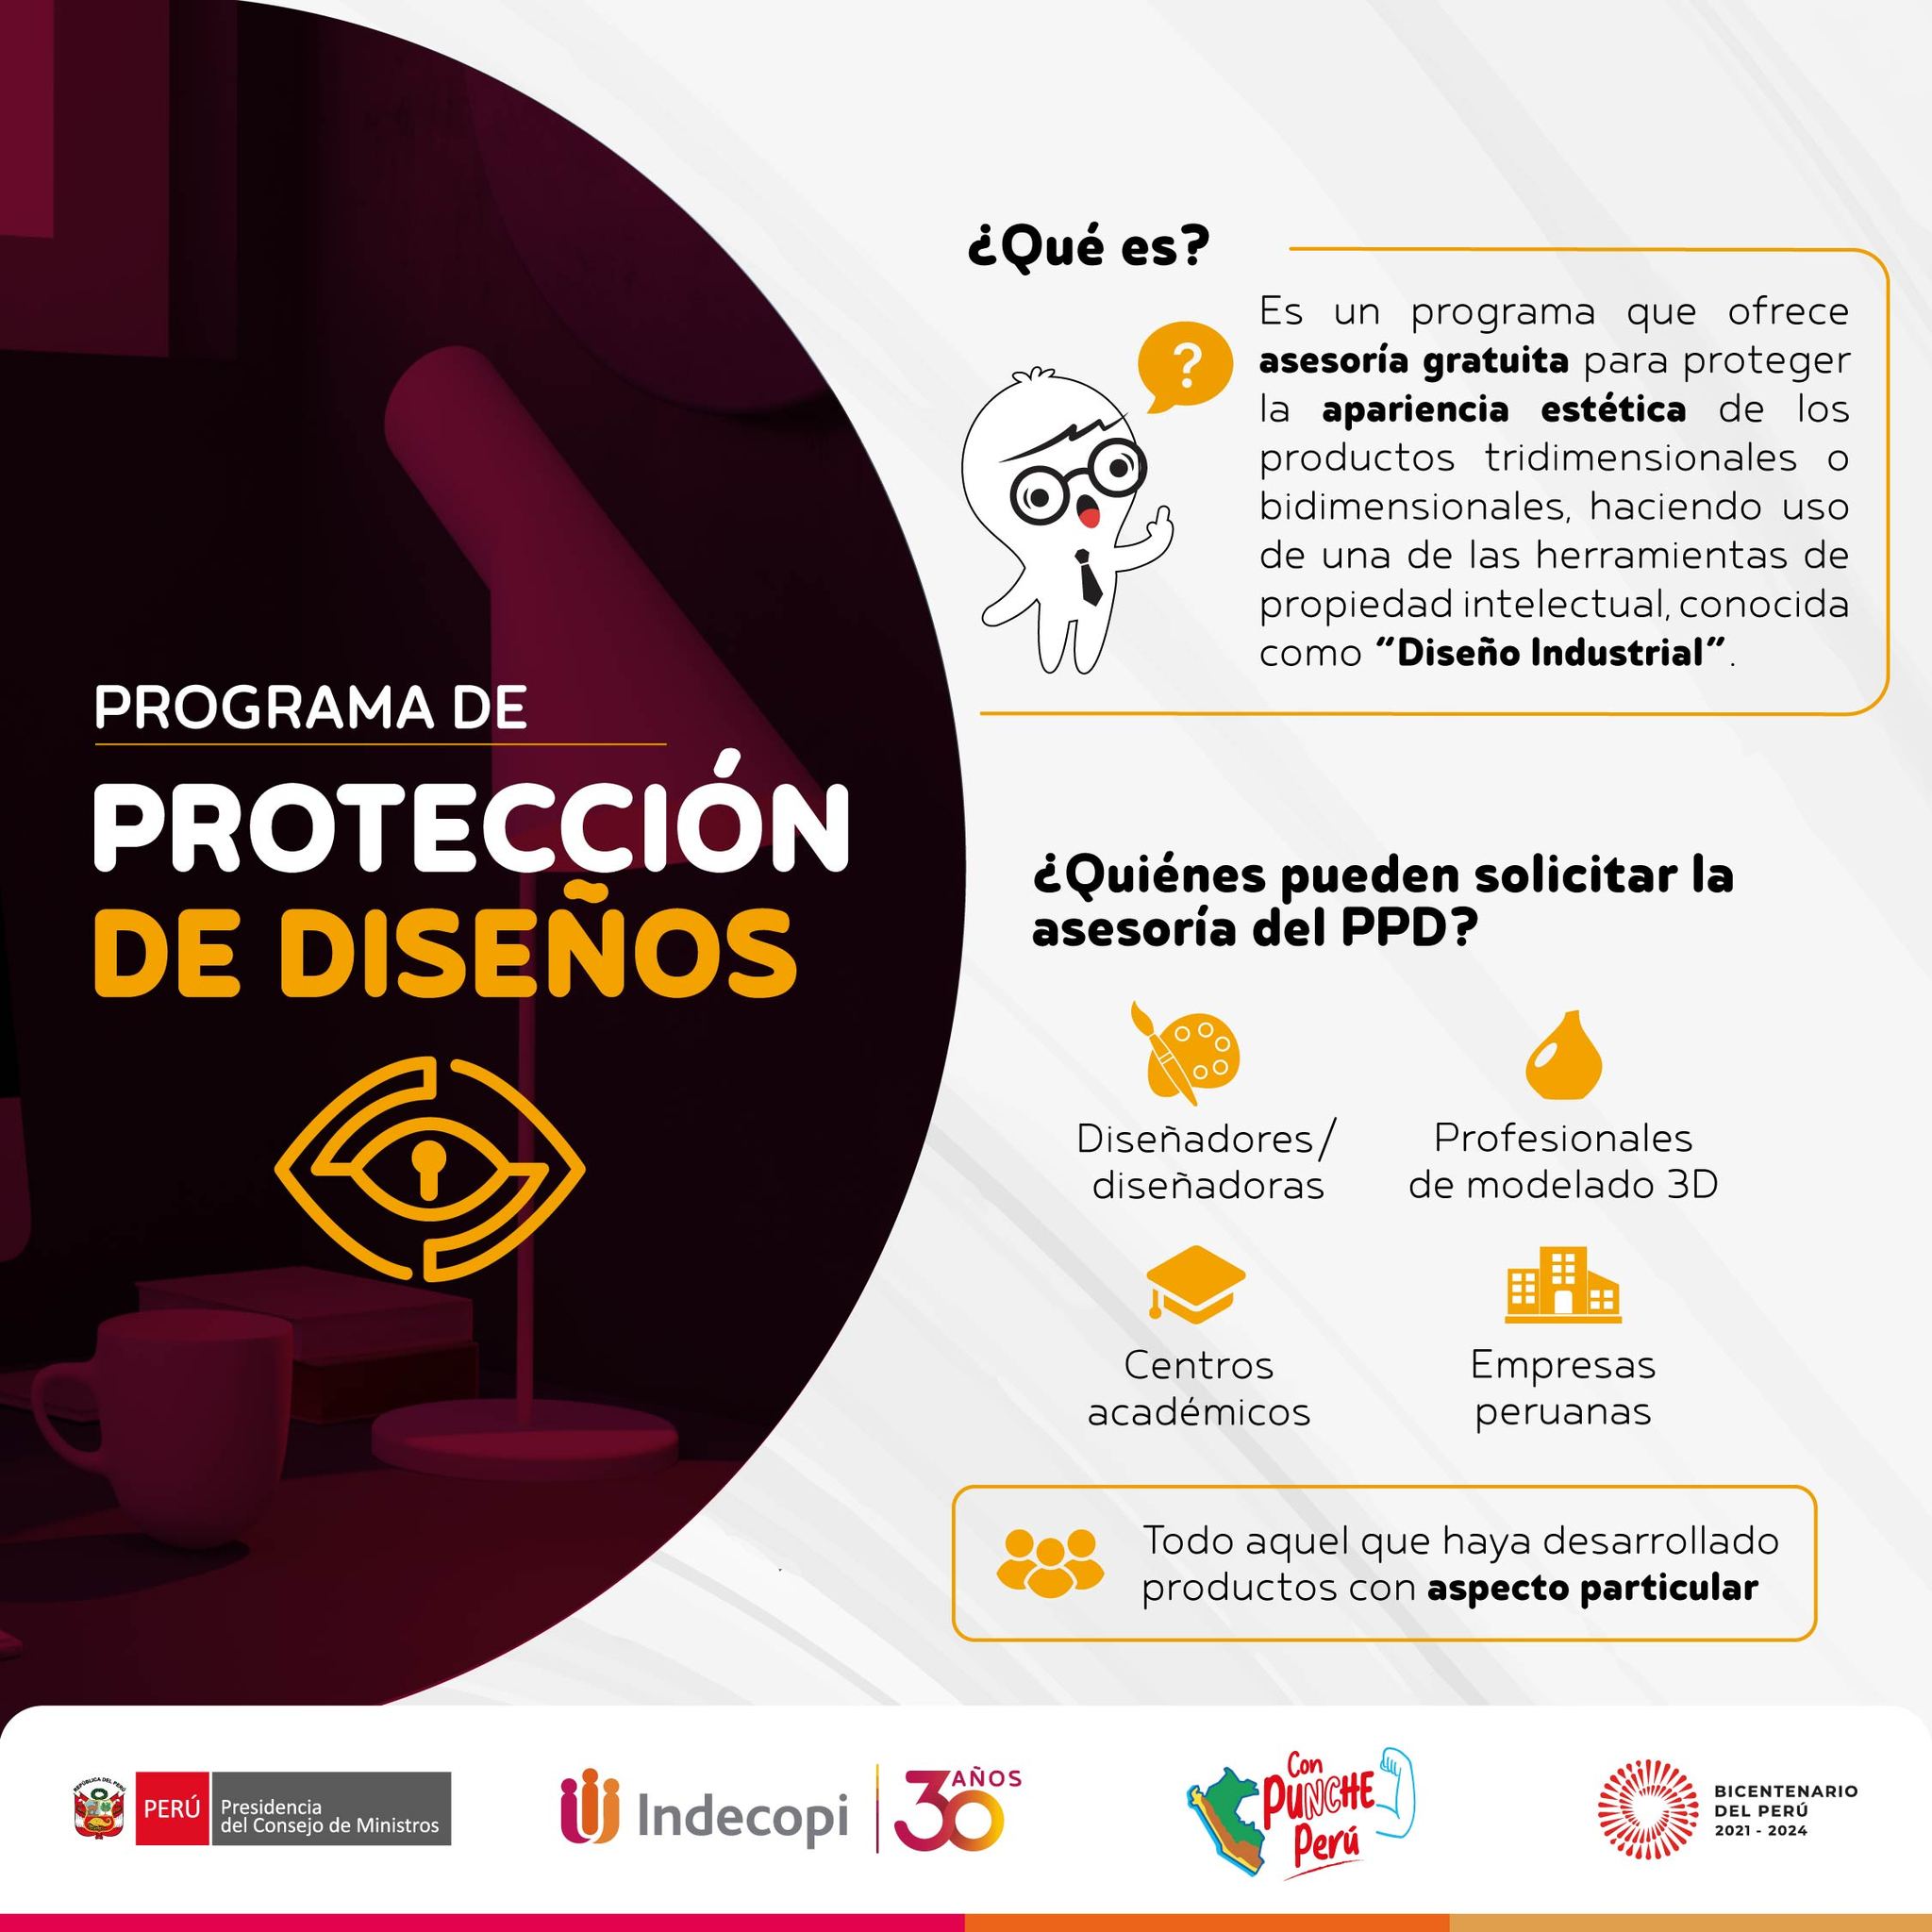 PROGRAMA DE
PROTECCIÓN
DE DISEÑOS
¿Qué es?
?
Es un programa que ofrece
asesoría gratuita para proteger
la apariencia estética de los
productos tridimensionales o
bidimensionales, haciendo uso
de una de las herramientas de
propiedad intelectual, conocida
como “Diseño Industrial”.
¿Quiénes pueden solicitar la
asesoría del PPD?
Diseñadores/
diseñadoras
Profesionales
de modelado 3D
Centros
académicos
Empresas
peruanas
Todo aquel que haya desarrollado
productos con aspecto particular
REPÚBLICA DEL PERÚ
PERÚ
Presidencia
del Consejo de Ministros
Indecopi
30 AÑOS
Con
PUNCHE
Perú
BICENTENARIO
DEL PERÚ
2021 - 2024